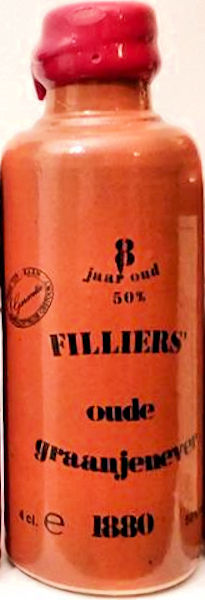 8
jaar oud
50%
FILLIERS'
oude
graanjenever
1880
4 cl. e